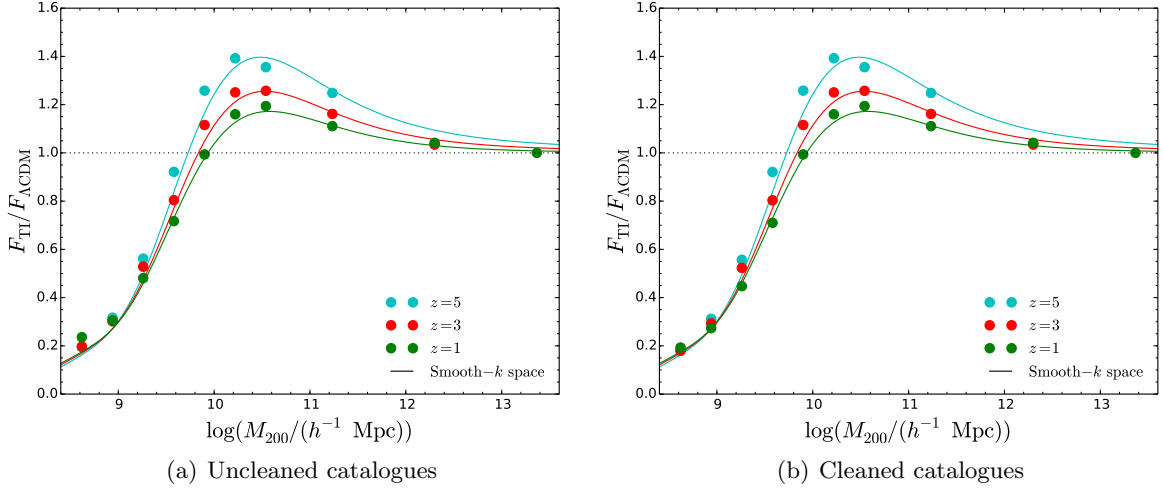 1.6
1.4
1.2
1.0
0.8
0.6
0.4
0.2
0.0
F_TI/F_ΛCDM
z=5
z=3
z=1
Smooth−k space
9 10 11 12 13
log(M_200/(h^−1 Mpc))
(a) Uncleaned catalogues
1.6
1.4
1.2
1.0
0.8
0.6
0.4
0.2
0.0
F_TI/F_ΛCDM
z=5
z=3
z=1
Smooth−k space
9 10 11 12 13
log(M_200/(h^−1 Mpc))
(b) Cleaned catalogues